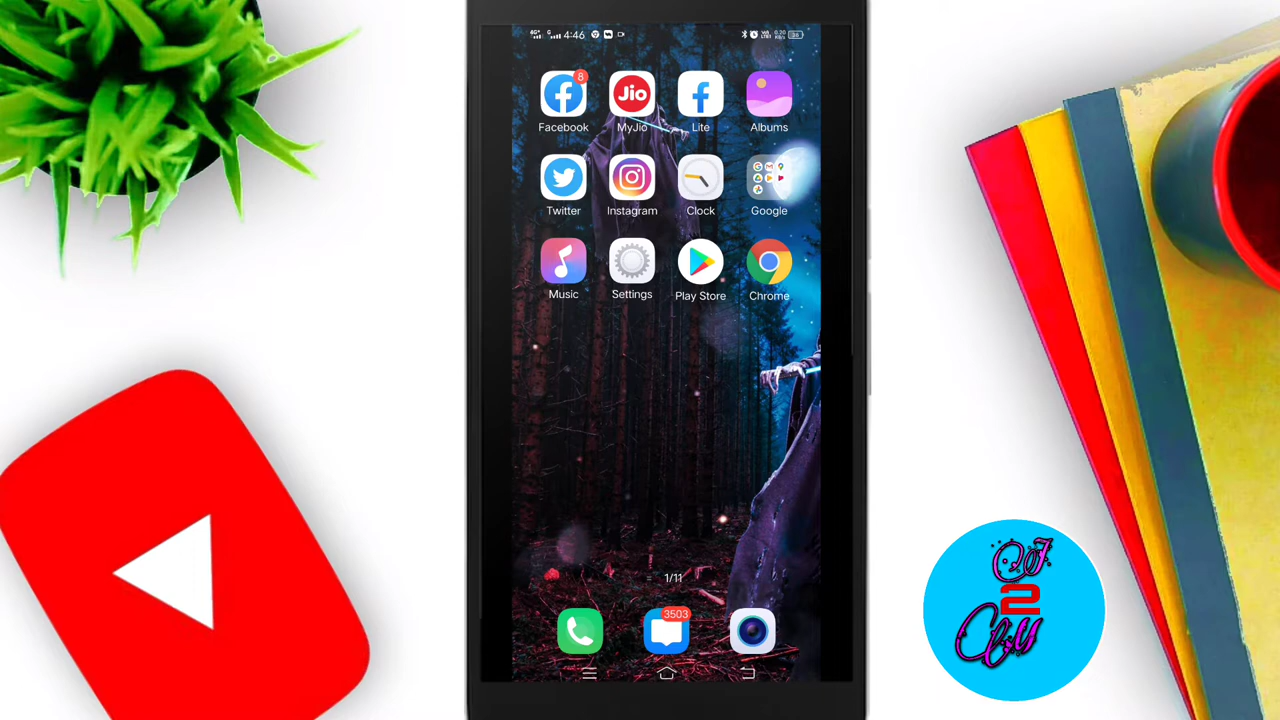 4:46
Facebook 8
MyJio
Jio
Lite
Albums
Twitter
Instagram
Clock
Google
Music
Settings
Play Store
Chrome
1/11
3503
2